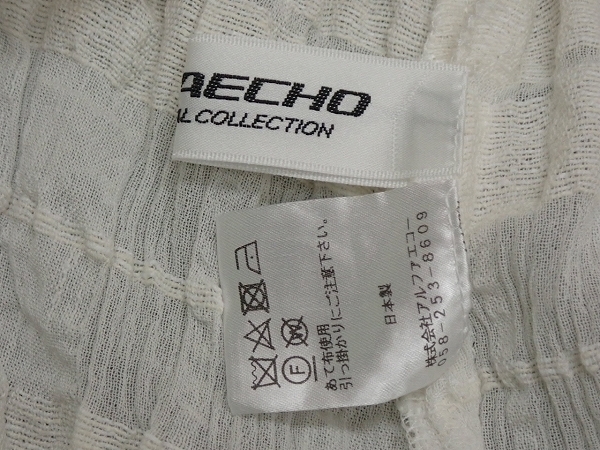 AECHO
AL COLLECTION
F
あて布使用
引っ掛かりにご注意下さい。
日本製
株式会社アルファエコー
058-253-8609